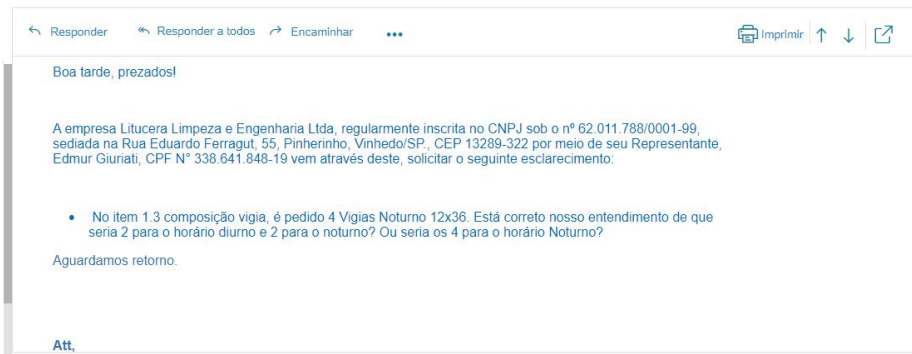 Responder Responder a todos Encaminhar ••• Imprimir
Boa tarde, prezados!
A empresa Litucera Limpeza e Engenharia Ltda, regularmente inscrita no CNPJ sob o nº 62.011.788/0001-99,
sediada na Rua Eduardo Ferragut, 55, Pinherinho, Vinhedo/SP., CEP 13289-322 por meio de seu Representante,
Edmur Giuriati, CPF N° 338.641.848-19 vem através deste, solicitar o seguinte esclarecimento:
• No item 1.3 composição vigia, é pedido 4 Vigias Noturno 12x36. Está correto nosso entendimento de que
seria 2 para o horário diurno e 2 para o noturno? Ou seria os 4 para o horário Noturno?
Aguardamos retorno.
Att,